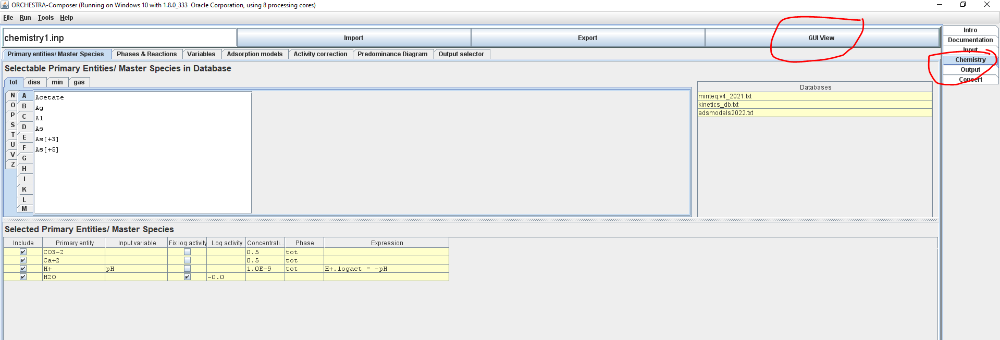 ORCHESTRA-Composer (Running on Windows 10 with 1.8.0_333 Oracle Corporation, using 8 processing cores)
File Run Tools Help
chemistry1.inp Import Export GUI View
Primary entities/ Master Species Phases & Reactions Variables Adsorption models Activity correction Predominance Diagram Output selector
Selectable Primary Entities/ Master Species in Database
tot diss min gas
N
O
P
S
T
U
V
Z
A
B
C
D
E
F
G
H
I
K
L
M
Acetate
Ag
Al
As
As[+3]
As[+5]
Databases
minteq.v4_2021.txt
kinetics_db.txt
adsmodels2022.txt
Intro
Documentation
Input
Chemistry
Output
Concert
Selected Primary Entities/ Master Species
Include Primary entity Input variable Fix log activity Log activity Concentrati... Phase Expression
CO3-2 0.5 tot
Ca+2 0.5 tot
H+ pH 1.0E-9 tot H+.logact = -pH
H2O -0.0